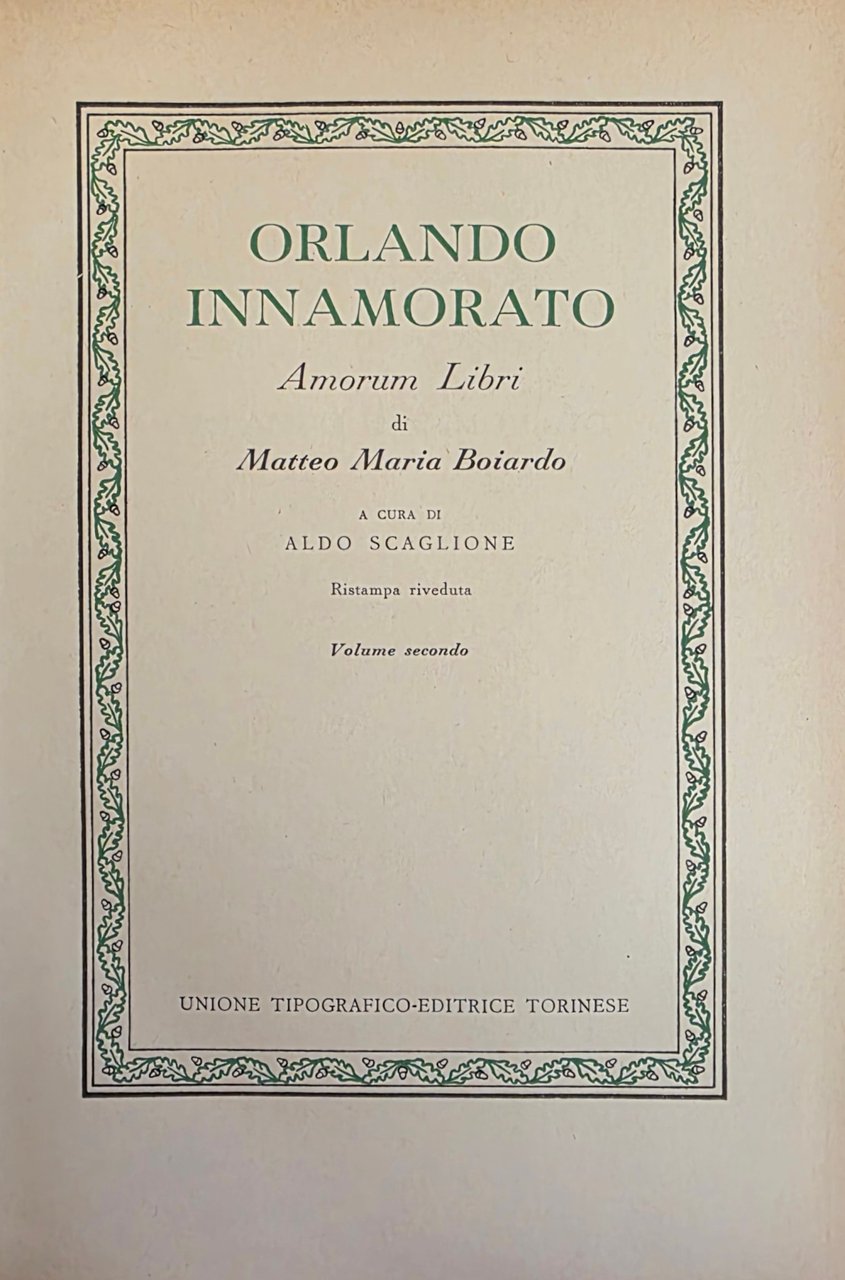 ORLANDO
INNAMORATO
Amorum Libri
di
Matteo Maria Boiardo
A CURA DI
ALDO SCAGLIONE
Ristampa riveduta
Volume secondo
UNIONE TIPOGRAFICO-EDITRICE TORINESE